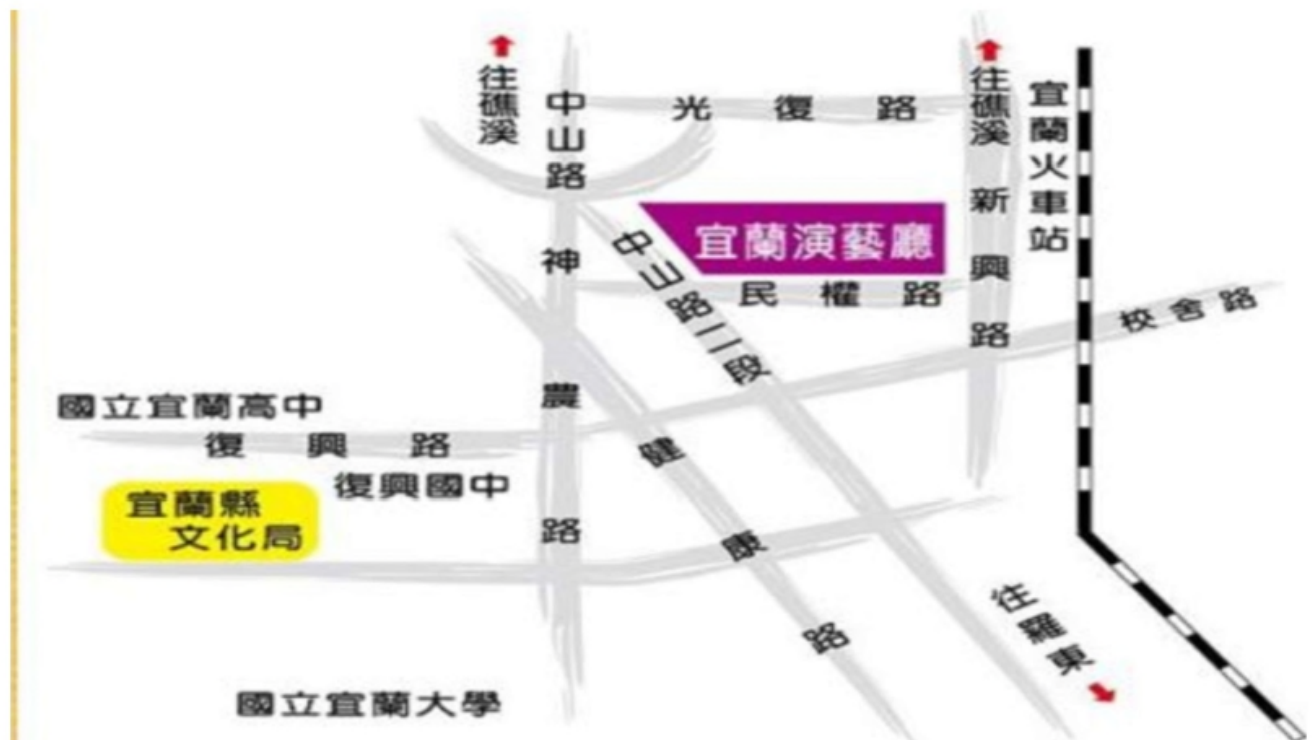 往礁溪
中山路
光復路
往礁溪
宜蘭火車站
宜蘭演藝廳
新興路
民權路
中山路二段
校舍路
神農路
國立宜蘭高中
復興路
復興國中
宜蘭縣
文化局
健康路
往羅東
國立宜蘭大學